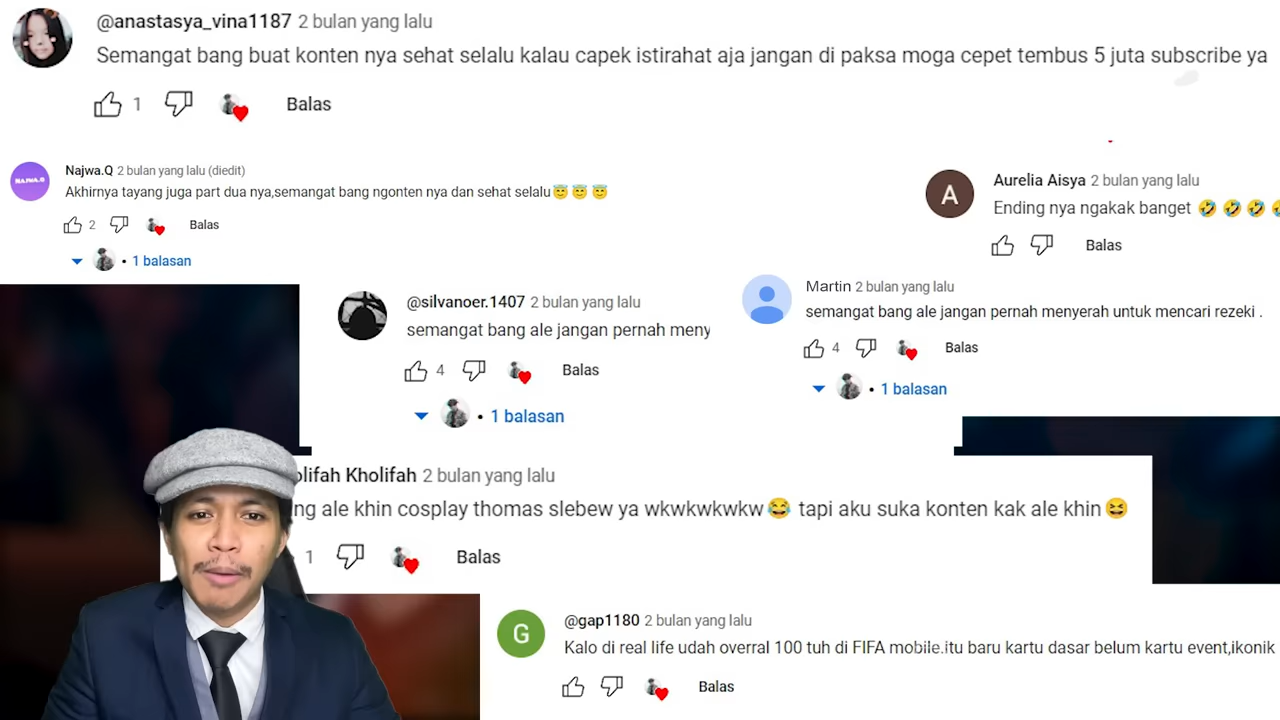 @anastasya_vina1187 2 bulan yang lalu
Semangat bang buat konten nya sehat selalu kalau capek istirahat aja jangan di paksa moga cepet tembus 5 juta subscribe ya
1 Balas
NAJWA.Q
Najwa.Q 2 bulan yang lalu (diedit)
Akhirnya tayang juga part dua nya,semangat bang ngonten nya dan sehat selalu😇😇😇
2 Balas
• 1 balasan
A
Aurelia Aisya 2 bulan yang lalu
Ending nya ngakak banget 🤣🤣🤣🤣
Balas
@silvanoer.1407 2 bulan yang lalu
semangat bang ale jangan pernah meny
4 Balas
• 1 balasan
Martin 2 bulan yang lalu
semangat bang ale jangan pernah menyerah untuk mencari rezeki .
4 Balas
• 1 balasan
olifah Kholifah 2 bulan yang lalu
ng ale khin cosplay thomas slebew ya wkwkwkwkw😂 tapi aku suka konten kak ale khin😆
1 Balas
G
@gap1180 2 bulan yang lalu
Kalo di real life udah overral 100 tuh di FIFA mobile.itu baru kartu dasar belum kartu event,ikonik
Balas